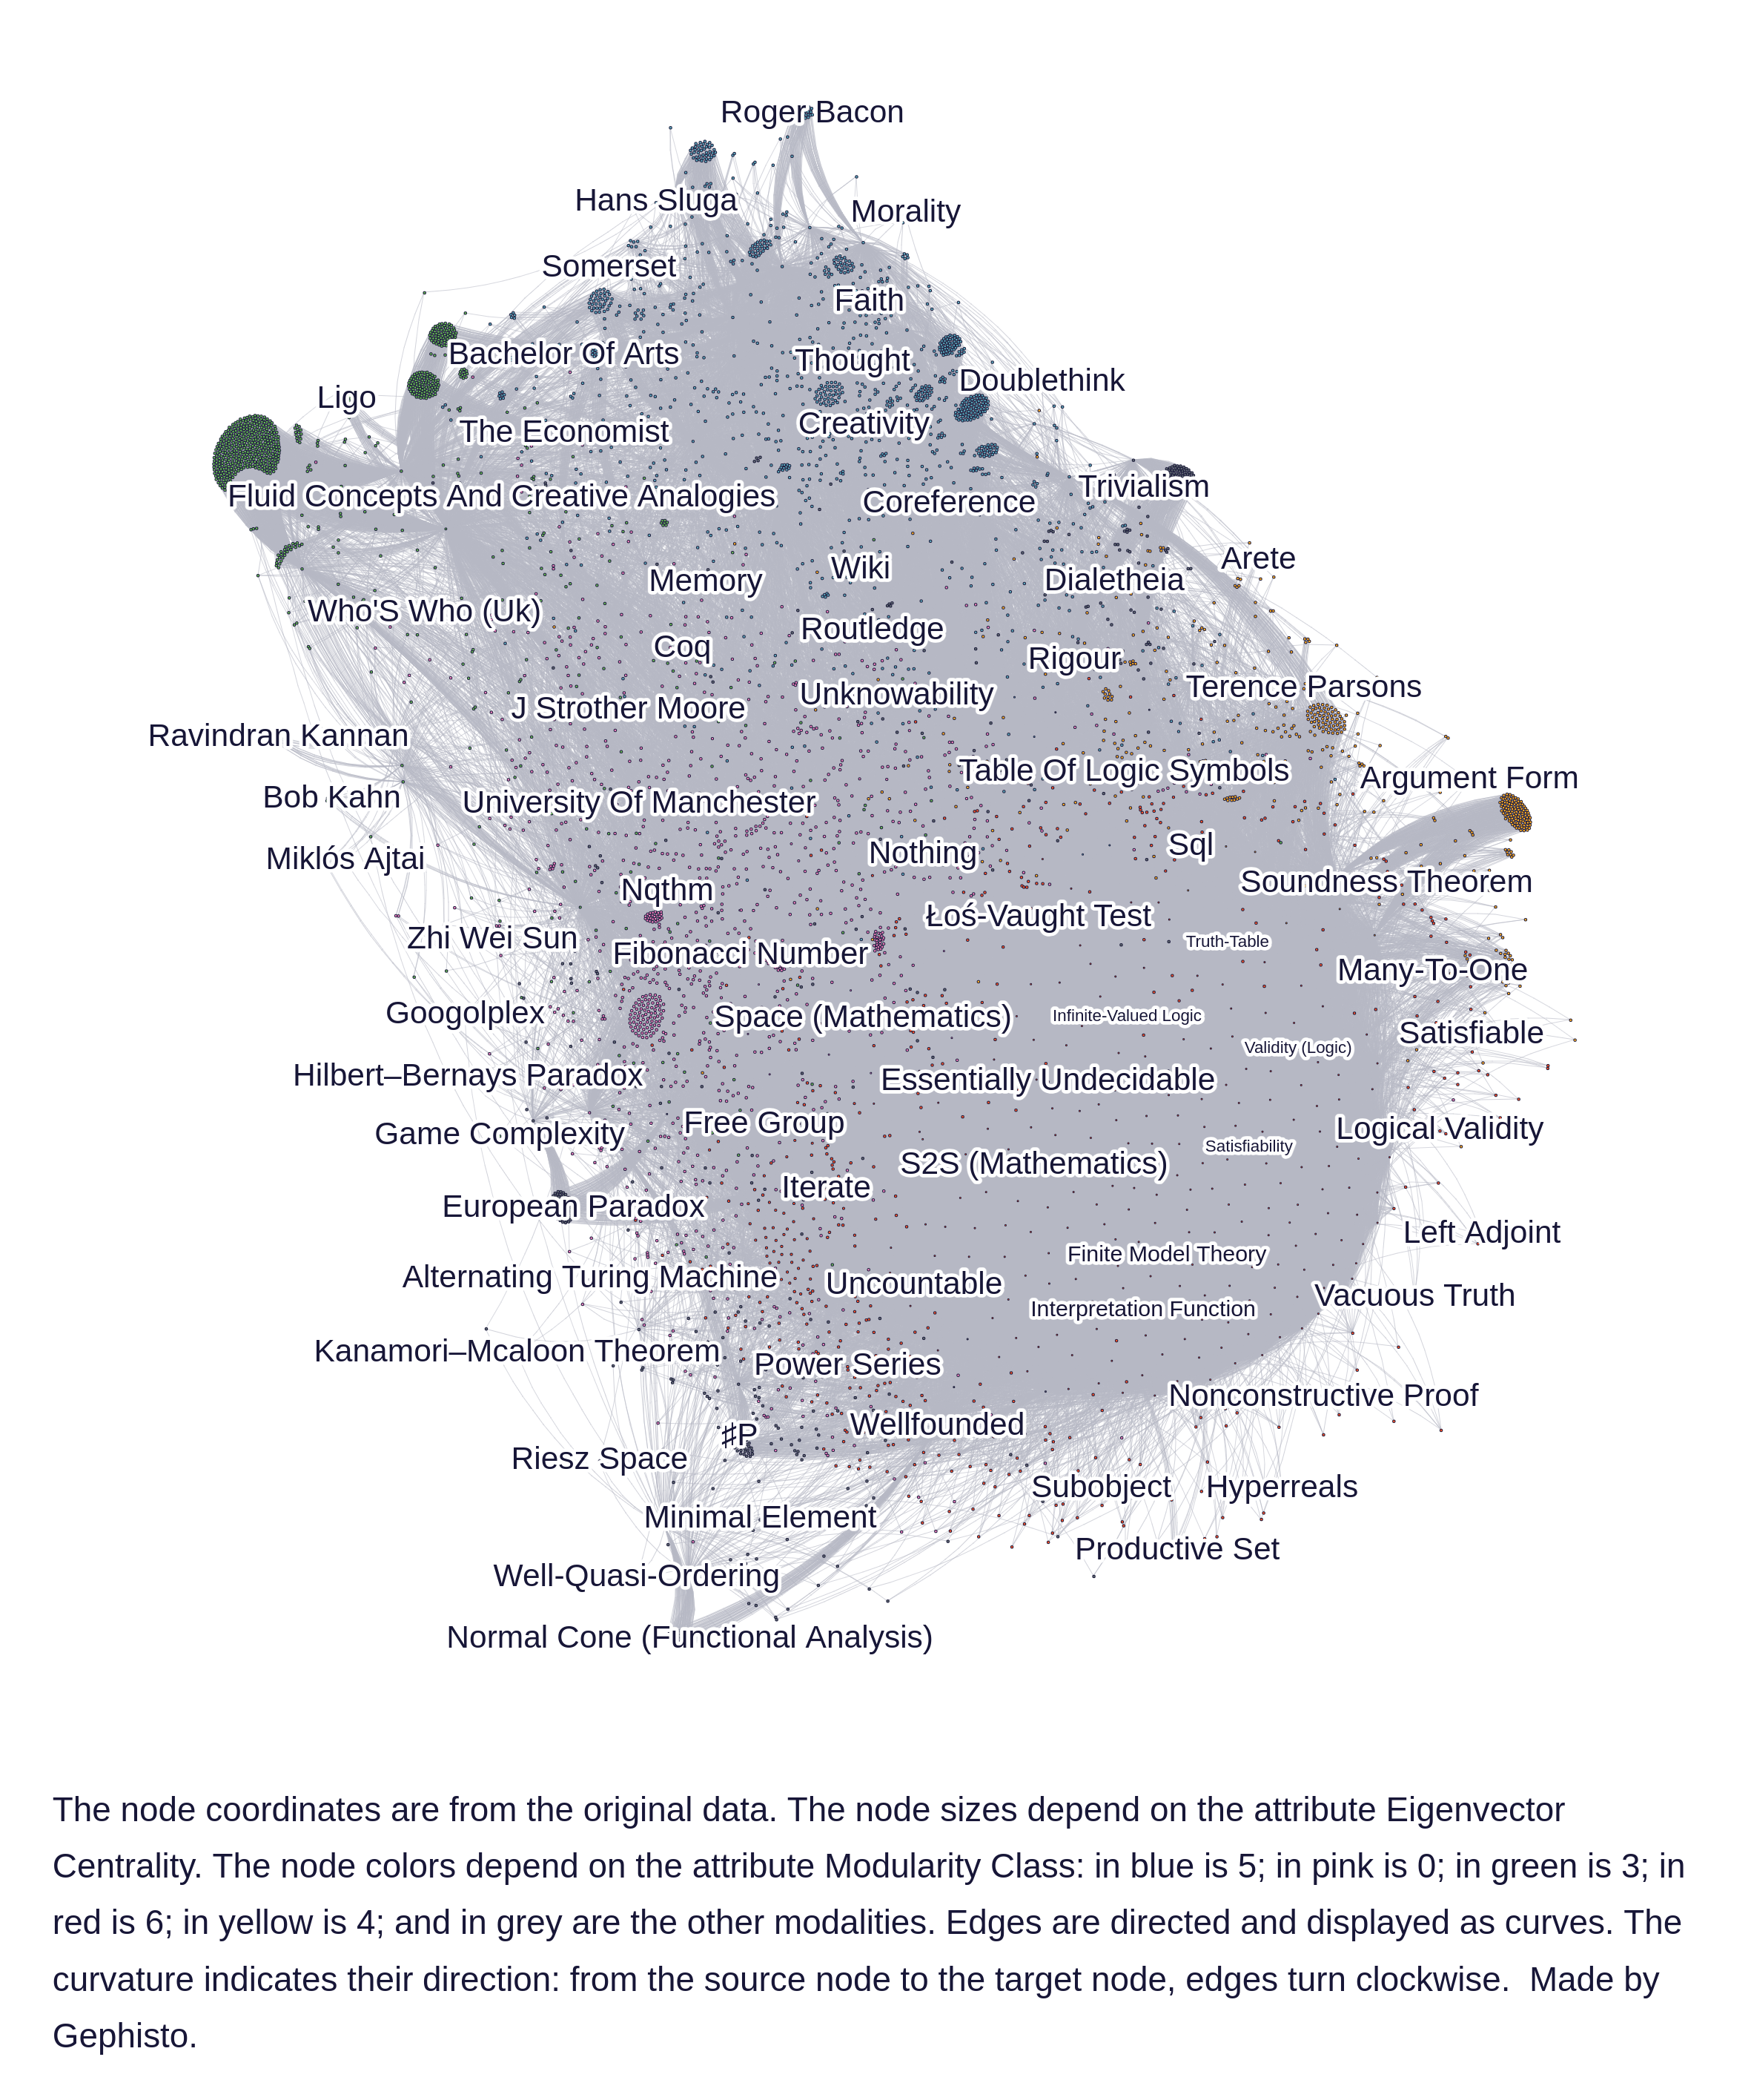 Roger Bacon
Hans Sluga
Morality
Somerset
Faith
Bachelor Of Arts
Thought
Doublethink
Ligo
Creativity
The Economist
Trivialism
Fluid Concepts And Creative Analogies
Coreference
Arete
Wiki
Memory
Dialetheia
Who'S Who (Uk)
Routledge
Coq
Rigour
Terence Parsons
Unknowability
J Strother Moore
Ravindran Kannan
Table Of Logic Symbols
Argument Form
Bob Kahn
University Of Manchester
Sql
Nothing
Miklós Ajtai
Soundness Theorem
Nqthm
Łoś-Vaught Test
Zhi Wei Sun
Truth-Table
Fibonacci Number
Many-To-One
Googolplex
Space (Mathematics)
Infinite-Valued Logic
Satisfiable
Validity (Logic)
Hilbert–Bernays Paradox
Essentially Undecidable
Free Group
Logical Validity
Game Complexity
Satisfiability
S2S (Mathematics)
Iterate
European Paradox
Left Adjoint
Finite Model Theory
Alternating Turing Machine
Uncountable
Vacuous Truth
Interpretation Function
Kanamori–Mcaloon Theorem
Power Series
Nonconstructive Proof
Wellfounded
♯P
Riesz Space
Subobject
Hyperreals
Minimal Element
Productive Set
Well-Quasi-Ordering
Normal Cone (Functional Analysis)
The node coordinates are from the original data. The node sizes depend on the attribute Eigenvector
Centrality. The node colors depend on the attribute Modularity Class: in blue is 5; in pink is 0; in green is 3; in
red is 6; in yellow is 4; and in grey are the other modalities. Edges are directed and displayed as curves. The
curvature indicates their direction: from the source node to the target node, edges turn clockwise.  Made by
Gephisto.